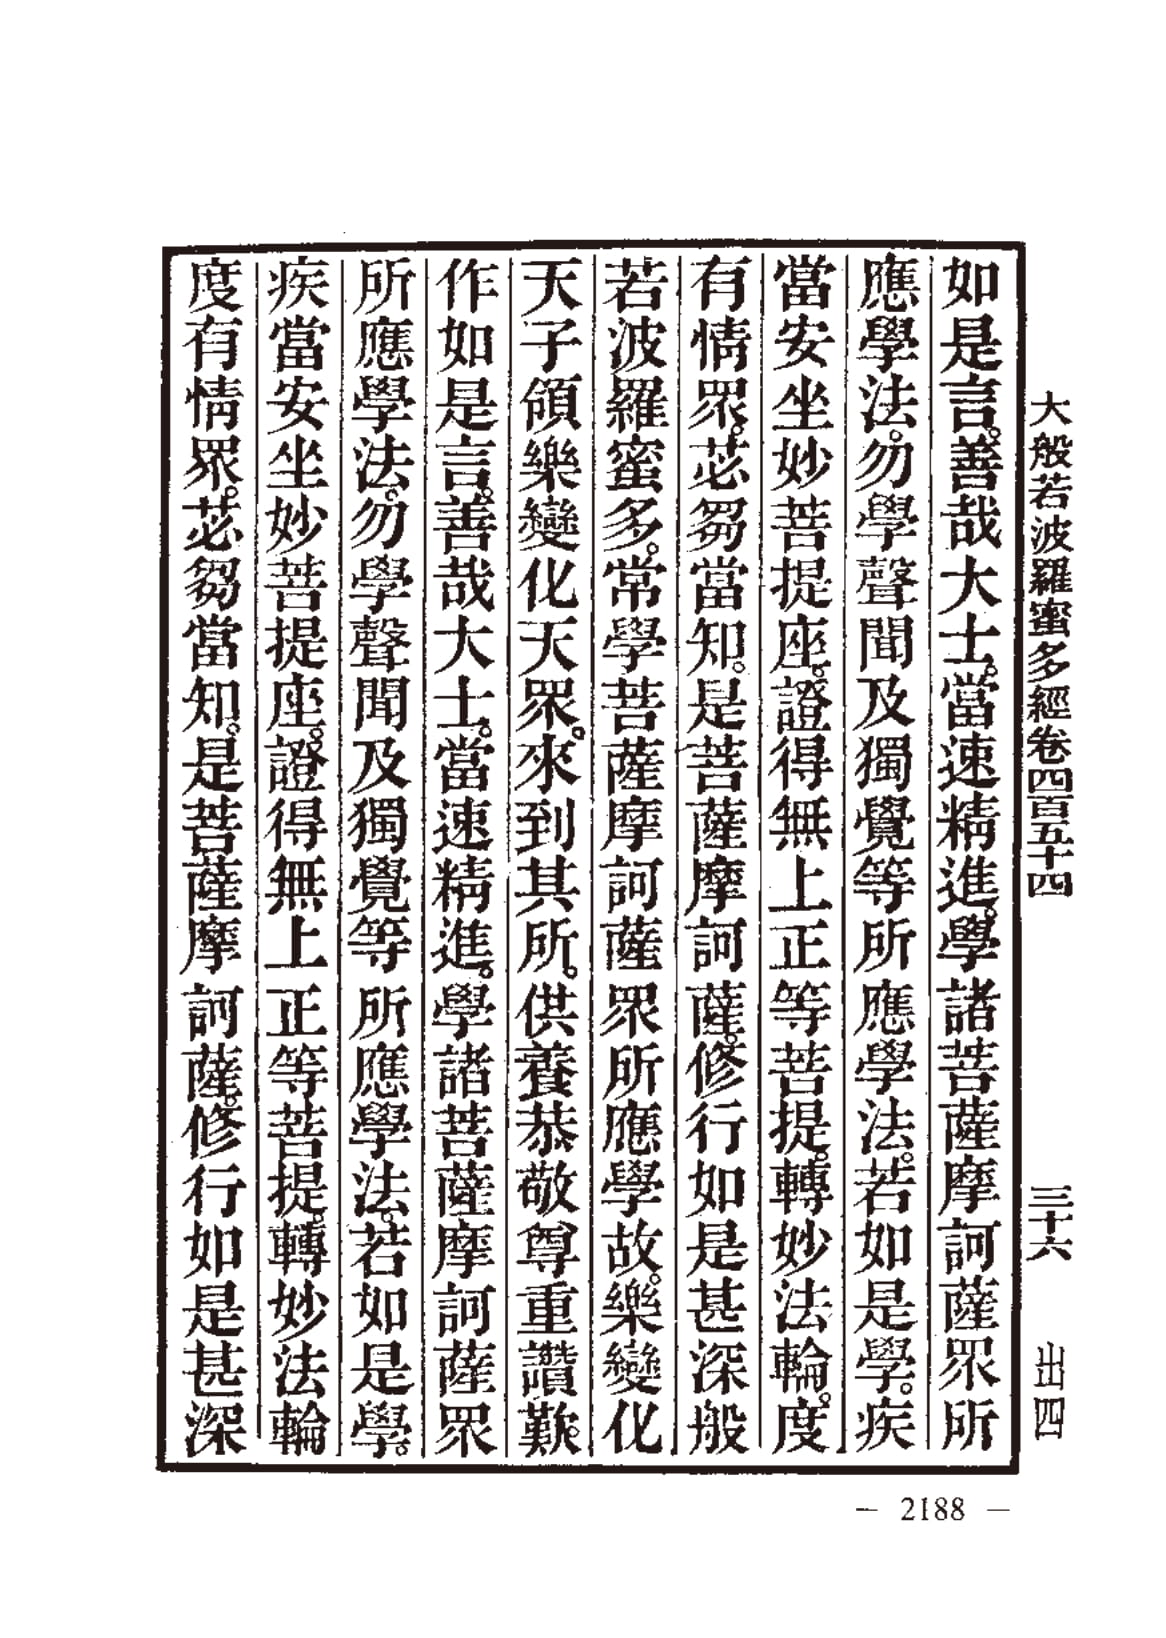 大般若波羅蜜多經卷四百五十四 三十六 出四
如是言。善哉大士。當速精進。學諸菩薩摩訶薩眾所
應學法。勿學聲聞及獨覺等所應學法。若如是學。疾
當安坐妙菩提座。證得無上正等菩提。轉妙法輪。度
有情眾。苾芻當知。是菩薩摩訶薩。修行如是甚深般
若波羅蜜多。常學菩薩摩訶薩眾所應學故。樂變化
天子領樂變化天眾。來到其所。供養恭敬尊重讚歎。
作如是言。善哉大士。當速精進。學諸菩薩摩訶薩眾
所應學法。勿學聲聞及獨覺等所應學法。若如是學。
疾當安坐妙菩提座。證得無上正等菩提。轉妙法輪
度有情眾。苾芻當知。是菩薩摩訶薩。修行如是甚深
— 2188 —